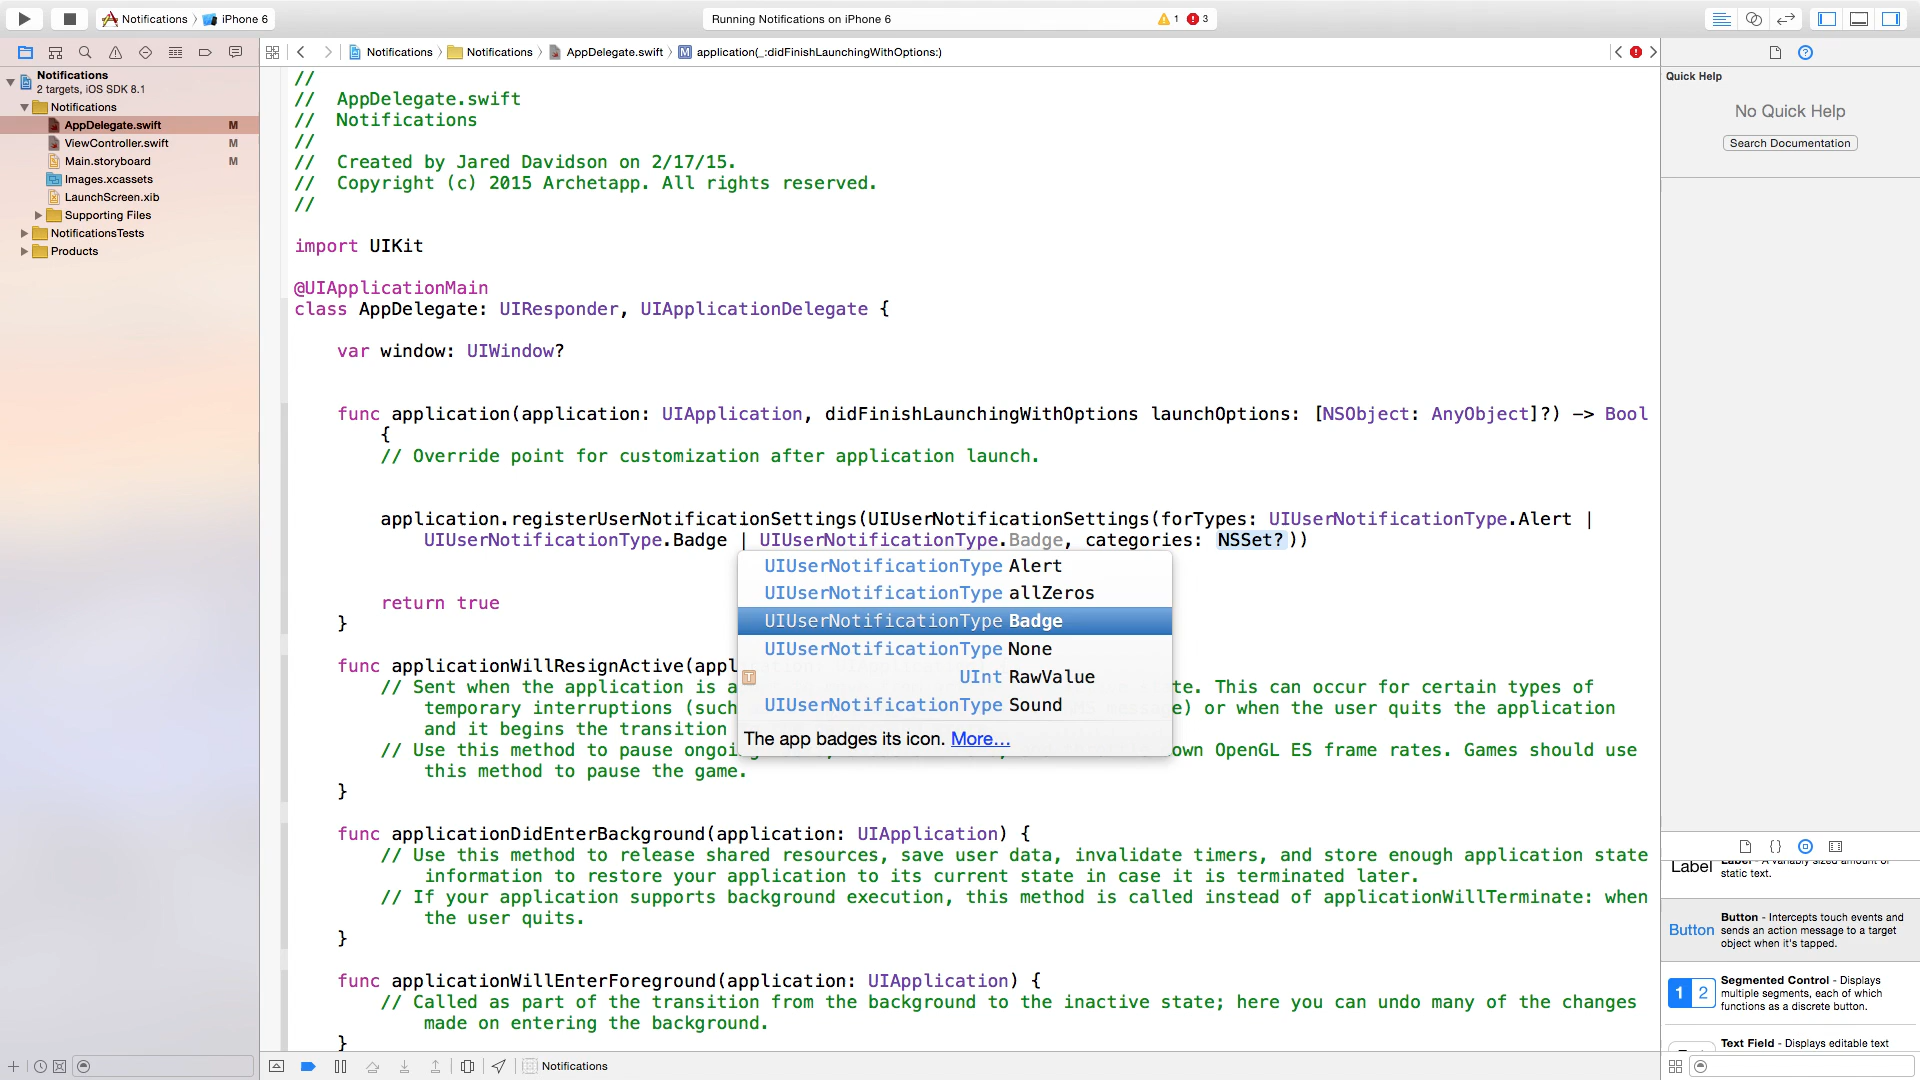 Notifications iPhone 6
Running Notifications on iPhone 6
1 3
Notifications Notifications AppDelegate.swift M application(_:didFinishLaunchingWithOptions:)
Notifications
2 targets, iOS SDK 8.1
Notifications
AppDelegate.swift M
ViewController.swift M
Main.storyboard M
Images.xcassets
LaunchScreen.xib
Supporting Files
NotificationsTests
Products
//
// AppDelegate.swift
// Notifications
//
// Created by Jared Davidson on 2/17/15.
// Copyright (c) 2015 Archetapp. All rights reserved.
//
import UIKit
@UIApplicationMain
class AppDelegate: UIResponder, UIApplicationDelegate {
var window: UIWindow?
func application(application: UIApplication, didFinishLaunchingWithOptions launchOptions: [NSObject: AnyObject]?) -> Bool
{
// Override point for customization after application launch.
application.registerUserNotificationSettings(UIUserNotificationSettings(forTypes: UIUserNotificationType.Alert |
UIUserNotificationType.Badge | UIUserNotificationType.Badge, categories: NSSet?))
UIUserNotificationType Alert
UIUserNotificationType allZeros
UIUserNotificationType Badge
UIUserNotificationType None
T UInt RawValue
UIUserNotificationType Sound
The app badges its icon. More...
return true
}
func applicationWillResignActive(appl
// Sent when the application is a te. This can occur for certain types of
temporary interruptions (such ) or when the user quits the application
and it begins the transition
// Use this method to pause ongoi own OpenGL ES frame rates. Games should use
this method to pause the game.
}
func applicationDidEnterBackground(application: UIApplication) {
// Use this method to release shared resources, save user data, invalidate timers, and store enough application state
information to restore your application to its current state in case it is terminated later.
// If your application supports background execution, this method is called instead of applicationWillTerminate: when
the user quits.
}
func applicationWillEnterForeground(application: UIApplication) {
// Called as part of the transition from the background to the inactive state; here you can undo many of the changes
made on entering the background.
}
Notifications
Quick Help
No Quick Help
Search Documentation
Label
static text.
Button
Button - Intercepts touch events and
sends an action message to a target
object when it's tapped.
1 2
Segmented Control - Displays
multiple segments, each of which
functions as a discrete button.
Text Field - Displays editable text